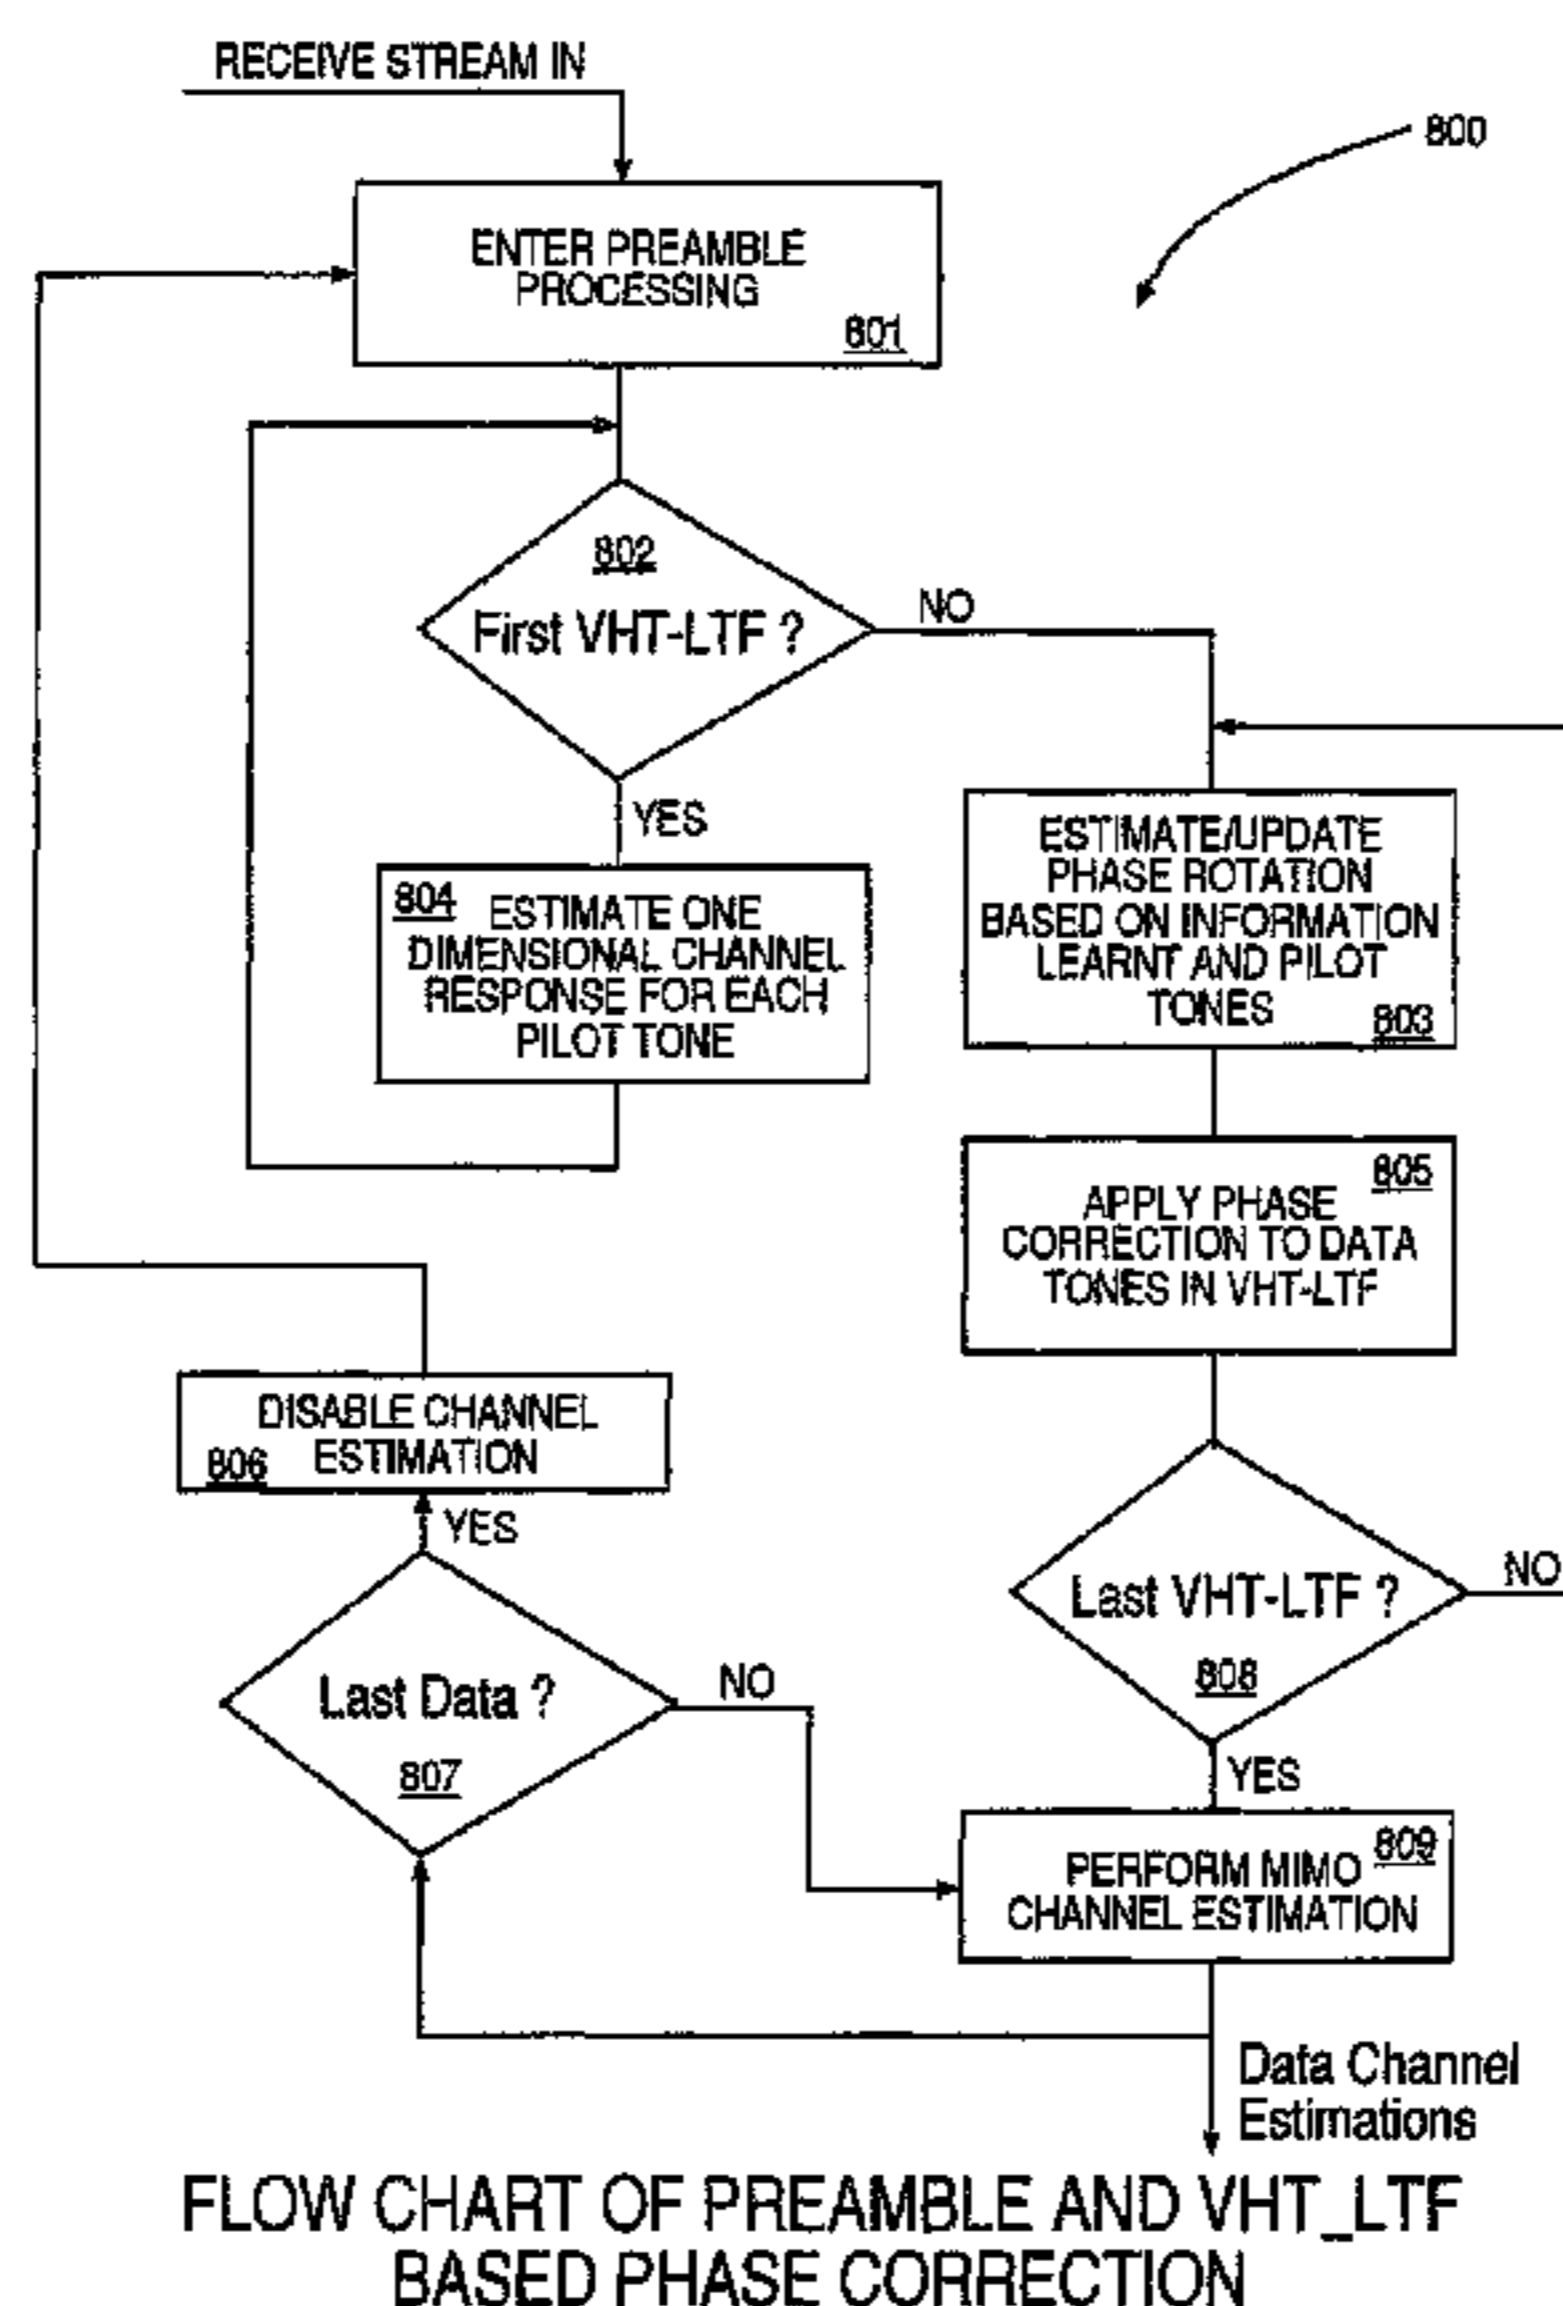 RECEIVE STREAM IN
800
ENTER PREAMBLE
PROCESSING
801
802
First VHT-LTF ?
NO
YES
804
ESTIMATE ONE
DIMENSIONAL CHANNEL
RESPONSE FOR EACH
PILOT TONE
ESTIMATE/UPDATE
PHASE ROTATION
BASED ON INFORMATION
LEARNT AND PILOT
TONES
803
805
APPLY PHASE
CORRECTION TO DATA
TONES IN VHT-LTF
DISABLE CHANNEL
ESTIMATION
806
YES
Last Data ?
807
NO
Last VHT-LTF ?
808
NO
YES
809
PERFORM MIMO
CHANNEL ESTIMATION
Data Channel
Estimations
FLOW CHART OF PREAMBLE AND VHT_LTF
BASED PHASE CORRECTION